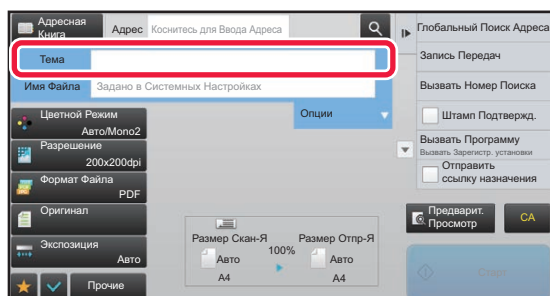 Адресная
Книга
Адрес
Коснитесь для Ввода Адреса
Тема
Имя Файла
Задано в Системных Настройках
Цветной Режим
Авто/Mono2
Разрешение
200x200dpi
Формат Файла
PDF
Оригинал
Экспозиция
Авто
Прочие
Опции
Размер Скан-Я
100%
Размер Отпр-Я
Авто
Авто
A4
A4
Глобальный Поиск Адреса
Запись Передач
Вызвать Номер Поиска
Штамп Подтвержд.
Вызвать Программу
Вызвать Зарегистр. установки
Отправить
ссылку назначения
Предварит.
Просмотр
CA
Старт